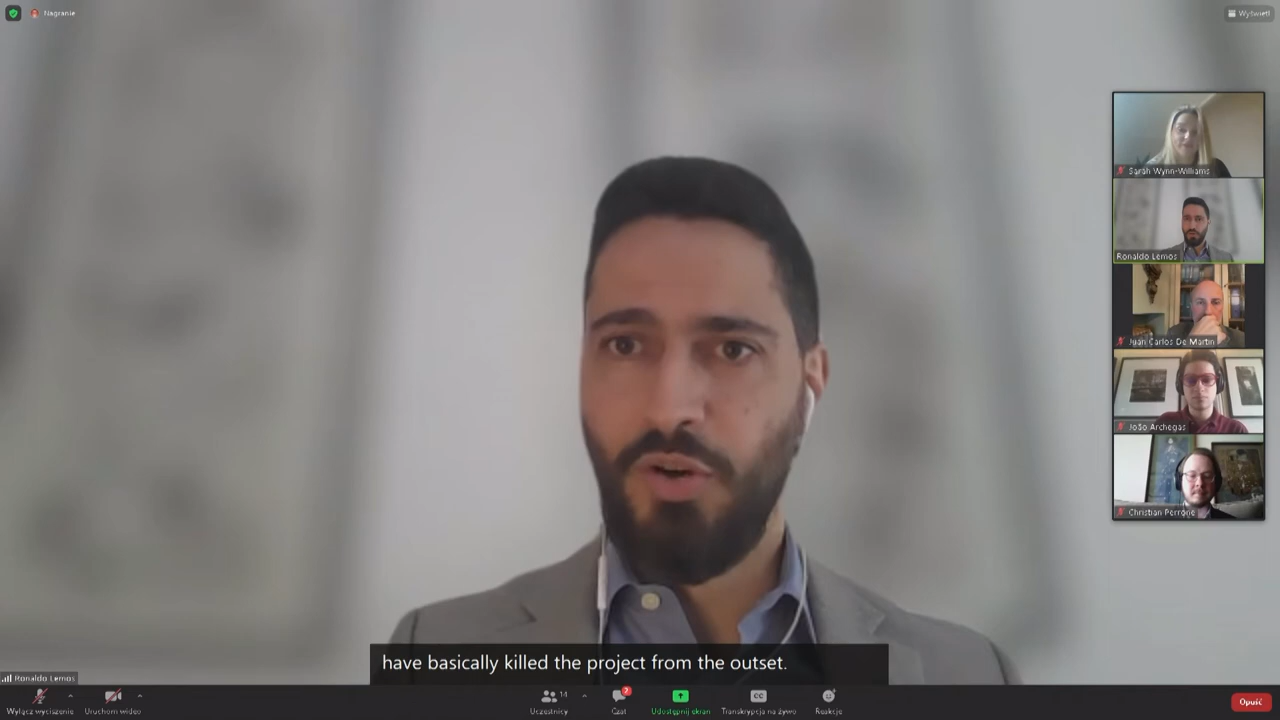 Nagranie
Wyświetl
Sarah Wynn-Williams
Ronaldo Lemos
Juan Carlos De Martin
João Archegas
Christian Perrone
have basically killed the project from the outset.
Ronaldo Lemos
Wyłącz wyciszenie
Uruchom wideo
Uczestnicy
14
Czat
2
Udostępnij ekran
CC
Transkrypcja na żywo
Reakcje
Opuść